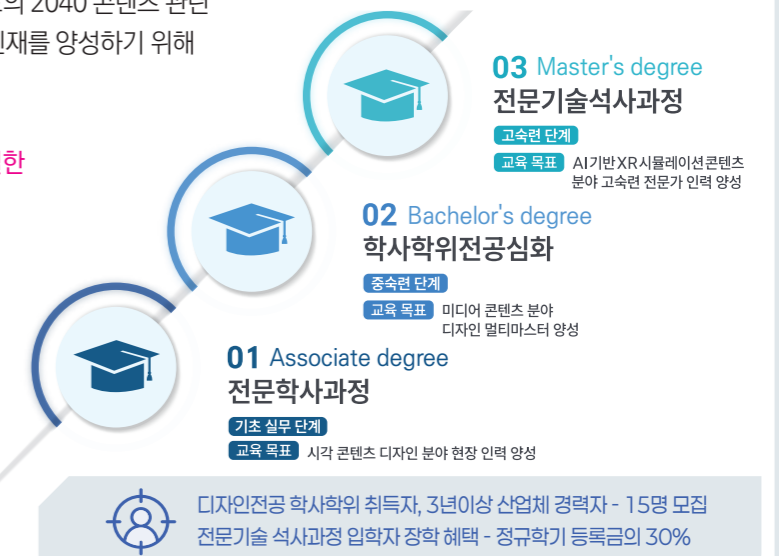 의 2040 콘텐츠 관련
인재를 양성하기 위해
한
03 Master's degree
전문기술석사과정
고숙련 단계
교육 목표 AI기반XR시뮬레이션콘텐츠
분야 고숙련 전문가 인력 양성
02 Bachelor's degree
학사학위전공심화
중숙련 단계
교육 목표 미디어 콘텐츠 분야
디자인 멀티마스터 양성
01 Associate degree
전문학사과정
기초 실무 단계
교육 목표 시각 콘텐츠 디자인 분야 현장 인력 양성
디자인전공 학사학위 취득자, 3년이상 산업체 경력자 - 15명 모집
전문기술 석사과정 입학자 장학 혜택 - 정규학기 등록금의 30%